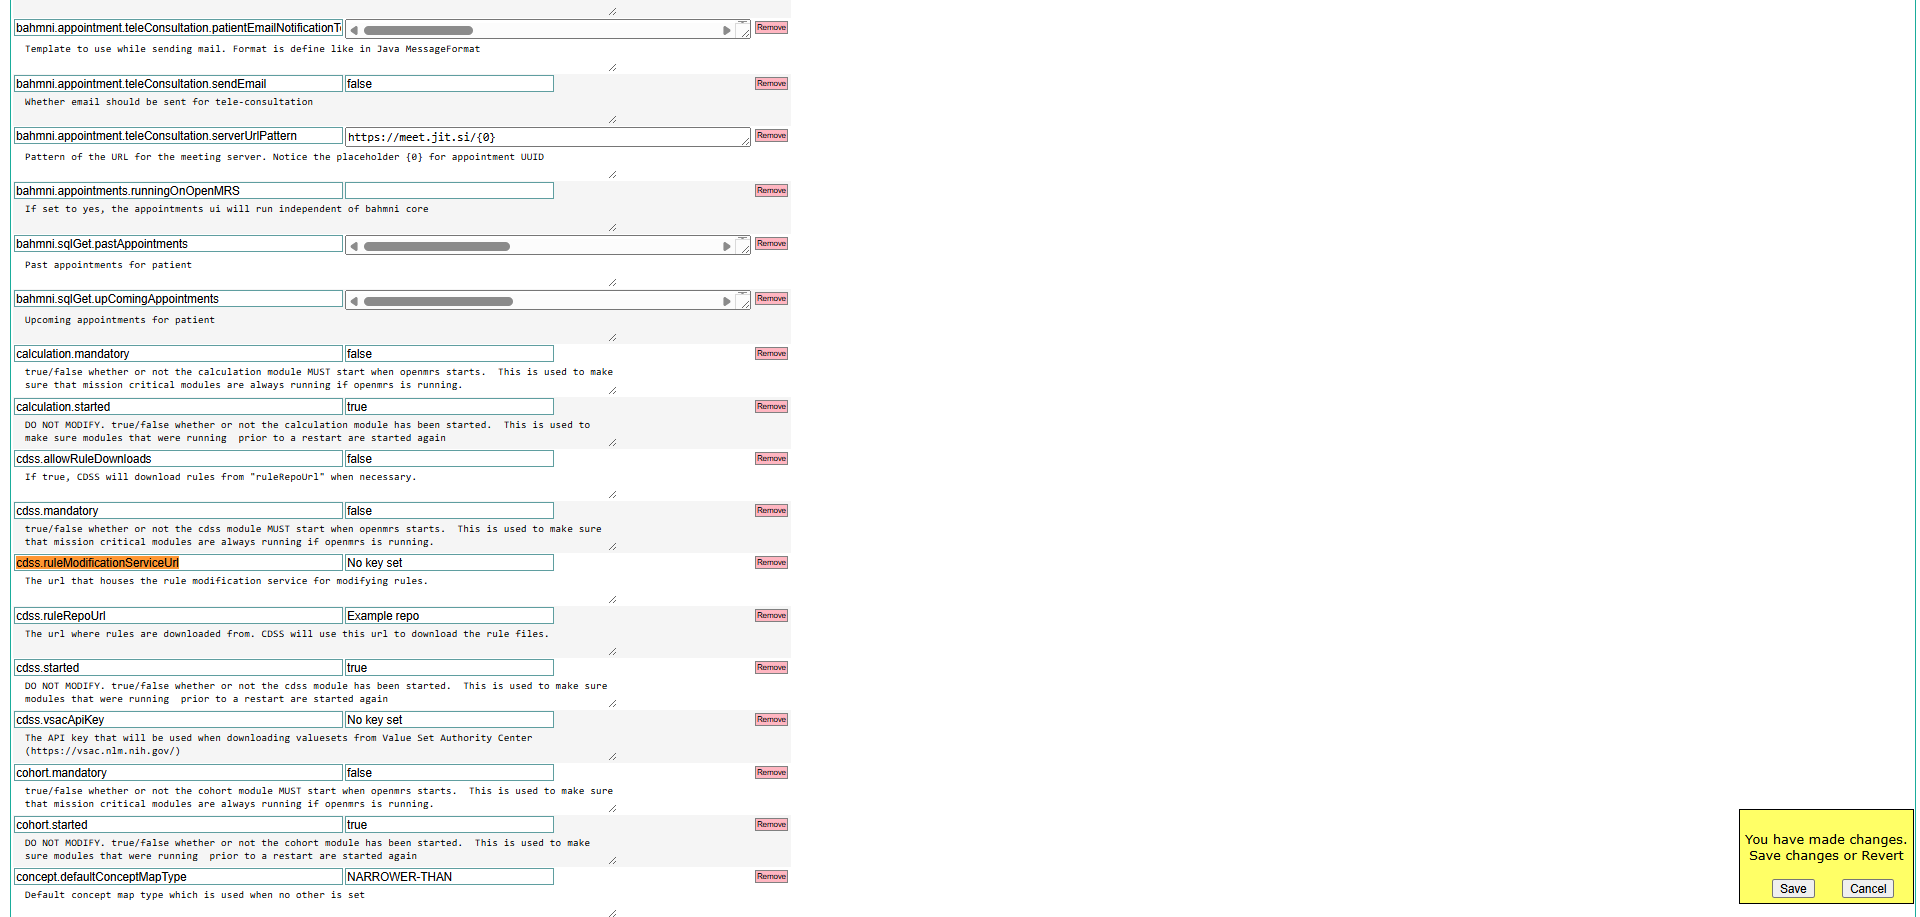 bahmni.appointment.teleConsultation.patientEmailNotificationT Remove
Template to use while sending mail. Format is define like in Java MessageFormat
bahmni.appointment.teleConsultation.sendEmail false Remove
Whether email should be sent for tele-consultation
bahmni.appointment.teleConsultation.serverUrlPattern https://meet.jit.si/{0} Remove
Pattern of the URL for the meeting server. Notice the placeholder {0} for appointment UUID
bahmni.appointments.runningOnOpenMRS Remove
If set to yes, the appointments ui will run independent of bahmni core
bahmni.sqlGet.pastAppointments Remove
Past appointments for patient
bahmni.sqlGet.upComingAppointments Remove
Upcoming appointments for patient
calculation.mandatory false Remove
true/false whether or not the calculation module MUST start when openmrs starts.  This is used to make
sure that mission critical modules are always running if openmrs is running.
calculation.started true Remove
DO NOT MODIFY. true/false whether or not the calculation module has been started.  This is used to
make sure modules that were running  prior to a restart are started again
cdss.allowRuleDownloads false Remove
If true, CDSS will download rules from "ruleRepoUrl" when necessary.
cdss.mandatory false Remove
true/false whether or not the cdss module MUST start when openmrs starts.  This is used to make sure
that mission critical modules are always running if openmrs is running.
cdss.ruleModificationServiceUrl No key set Remove
The url that houses the rule modification service for modifying rules.
cdss.ruleRepoUrl Example repo Remove
The url where rules are downloaded from. CDSS will use this url to download the rule files.
cdss.started true Remove
DO NOT MODIFY. true/false whether or not the cdss module has been started.  This is used to make sure
modules that were running  prior to a restart are started again
cdss.vsacApiKey No key set Remove
The API key that will be used when downloading valuesets from Value Set Authority Center
(https://vsac.nlm.nih.gov/)
cohort.mandatory false Remove
true/false whether or not the cohort module MUST start when openmrs starts.  This is used to make sure
that mission critical modules are always running if openmrs is running.
cohort.started true Remove
DO NOT MODIFY. true/false whether or not the cohort module has been started.  This is used to make
sure modules that were running  prior to a restart are started again
concept.defaultConceptMapType NARROWER-THAN Remove
Default concept map type which is used when no other is set
You have made changes.
Save changes or Revert
Save Cancel